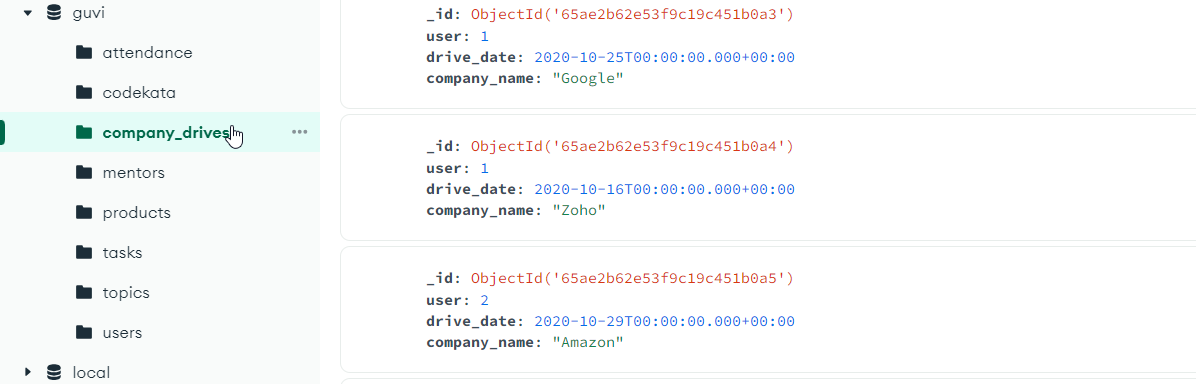 guvi
attendance
codekata
company_drives
mentors
products
tasks
topics
users
local
_id: ObjectId('65ae2b62e53f9c19c451b0a3')
user: 1
drive_date: 2020-10-25T00:00:00.000+00:00
company_name: "Google"
_id: ObjectId('65ae2b62e53f9c19c451b0a4')
user: 1
drive_date: 2020-10-16T00:00:00.000+00:00
company_name: "Zoho"
_id: ObjectId('65ae2b62e53f9c19c451b0a5')
user: 2
drive_date: 2020-10-29T00:00:00.000+00:00
company_name: "Amazon"